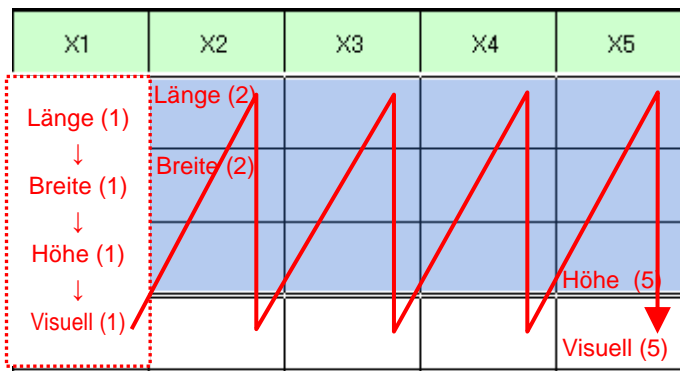 X1 X2 X3 X4 X5
Länge (1)
↓
Breite (1)
↓
Höhe (1)
↓
Visuell (1)
Länge (2)
Breite (2)
Höhe (5)
Visuell (5)